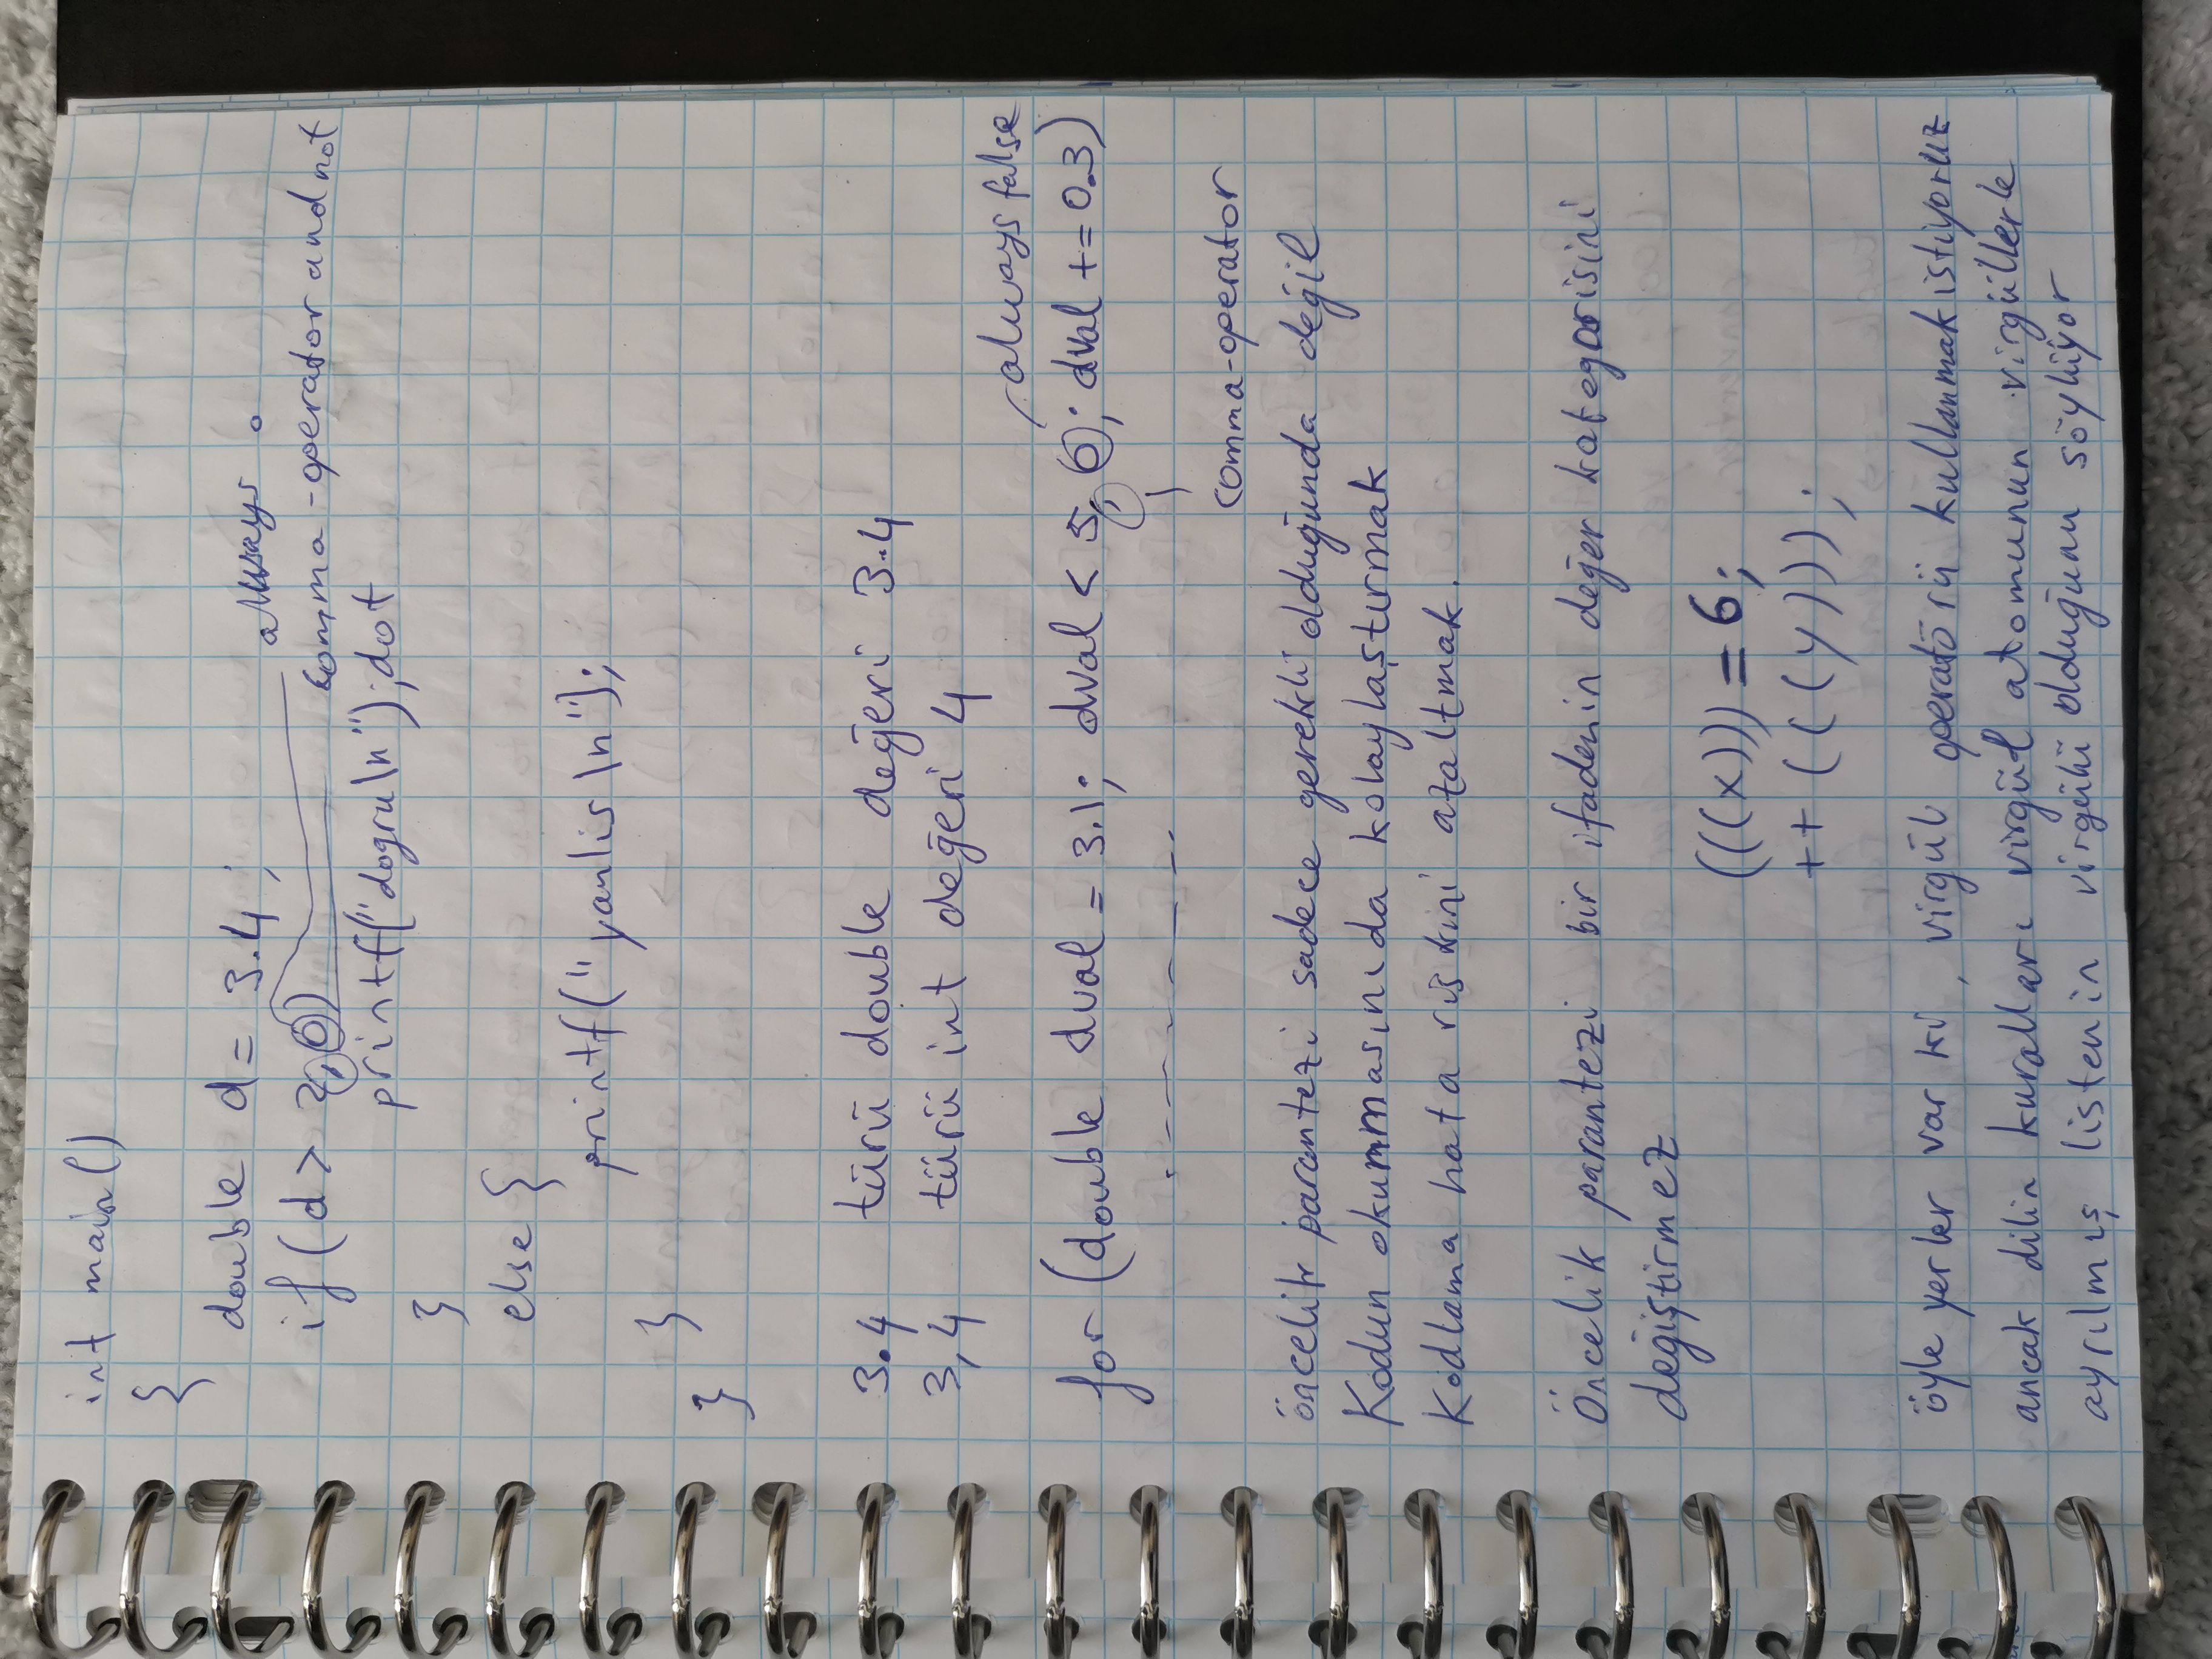 int main()
{
double d = 3.4;
if (d > 2,0) always 0
comma-operator and not
printf("dogru\n"); dot
}
else {
printf("yanlis\n");
}
}
3.4 türü double değeri 3.4
3,4 türü int değeri 4
always false
for (double dval = 3.1; dval < 5,0; dval += 0.3)
comma-operator
öncelik parantezi sadece gerekli olduğunda değil
Kodun okunmasınıda kolaylaştırmak
Kodlama hata riskini azaltmak.
Öncelik parantezi bir ifadenin değer kategorisini
değiştirmez
(((x))) = 6;
++(((y)));
öyle yerler var ki, virgül operatörü kullanmak istiyoruz
ancak dilin kuralları virgül atomunun virgüllerle
ayrılmış listenin virgülü olduğunu söylüyor